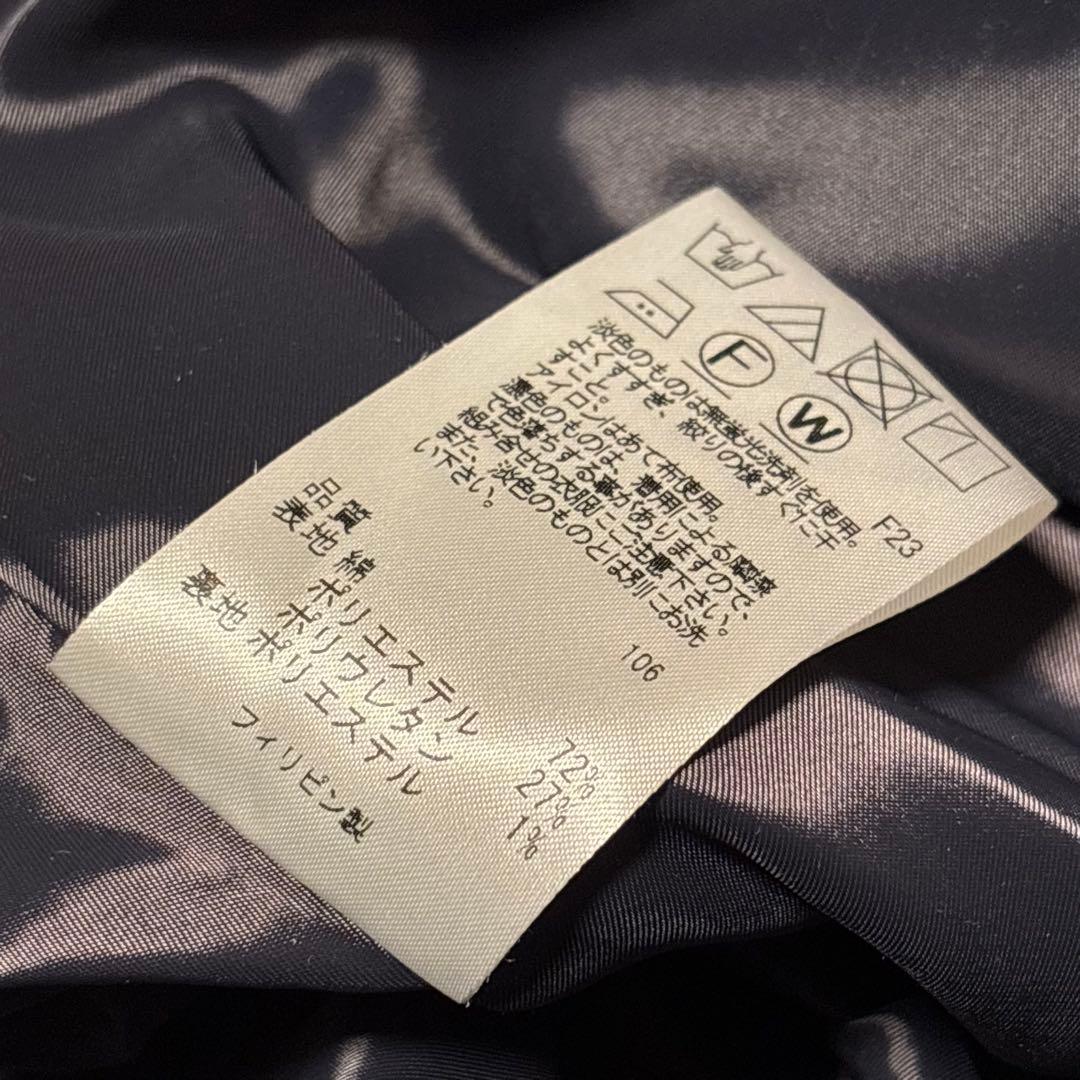 F
W
F23
淡色のものは無蛍光洗剤を使用。
よくすすぎ、絞りの後すぐに干
すこと。
アイロンはあて布使用。
濃色のものは、着用による摩擦
で色落ちする事がありますので、
組み合せの衣服にご注意下さい。
また、淡色のものとは別にお洗
い下さい。
106
品質
表地 綿 72%
ポリエステル 27%
ポリウレタン 1%
裏地 ポリエステル
フィリピン製